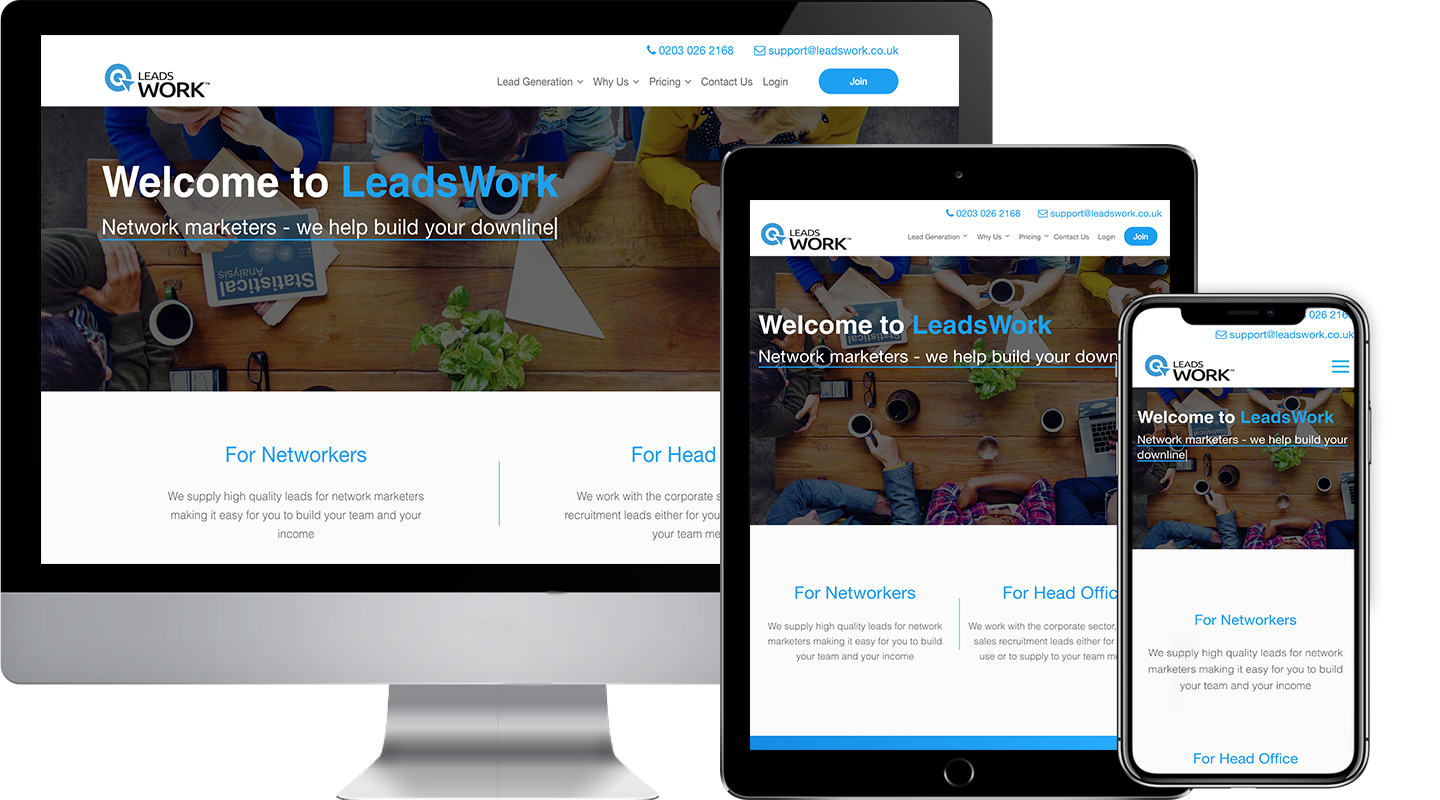 0203 026 2168 support@leadswork.co.uk
LEADS
WORK™
Lead Generation Why Us Pricing Contact Us Login Join
Welcome to LeadsWork
Network marketers - we help build your downline|
Statistical
Analysis
For Networkers
We supply high quality leads for network marketers
making it easy for you to build your team and your
income
For Head
We work with the corporate s
recruitment leads either for you
your team me
0203 026 2168 support@leadswork.co.uk
LEADS
WORK™
Lead Generation Why Us Pricing Contact Us Login Join
Welcome to LeadsWork
Network marketers - we help build your down
Statistical
Analysis
For Networkers
We supply high quality leads for network
marketers making it easy for you to build
your team and your income
For Head Offic
We work with the corporate sector,
sales recruitment leads either for
use or to supply to your team me
026 216
support@leadswork.co.uk
LEADS
WORK™
Welcome to LeadsWork
Network marketers - we help build your
downline|
For Networkers
We supply high quality leads for network
marketers making it easy for you to build
your team and your income
For Head Office